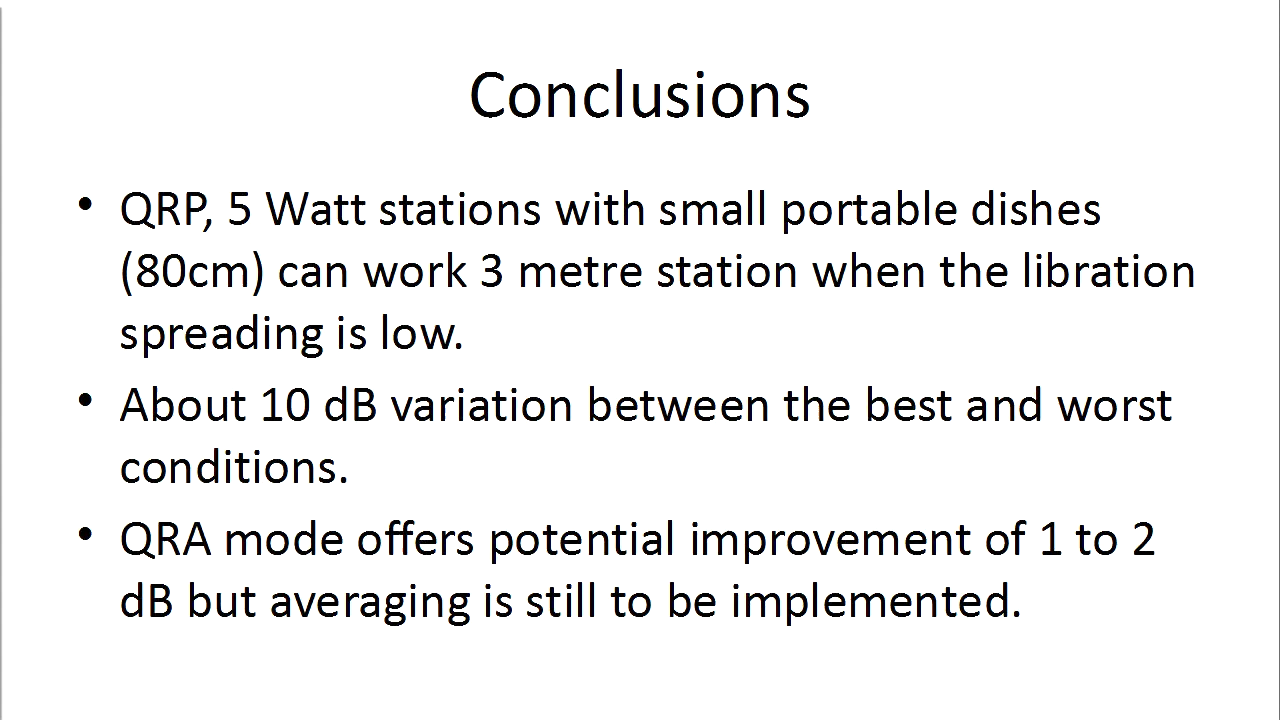 Conclusions
• QRP, 5 Watt stations with small portable dishes
(80cm) can work 3 metre station when the libration
spreading is low.
• About 10 dB variation between the best and worst
conditions.
• QRA mode offers potential improvement of 1 to 2
dB but averaging is still to be implemented.